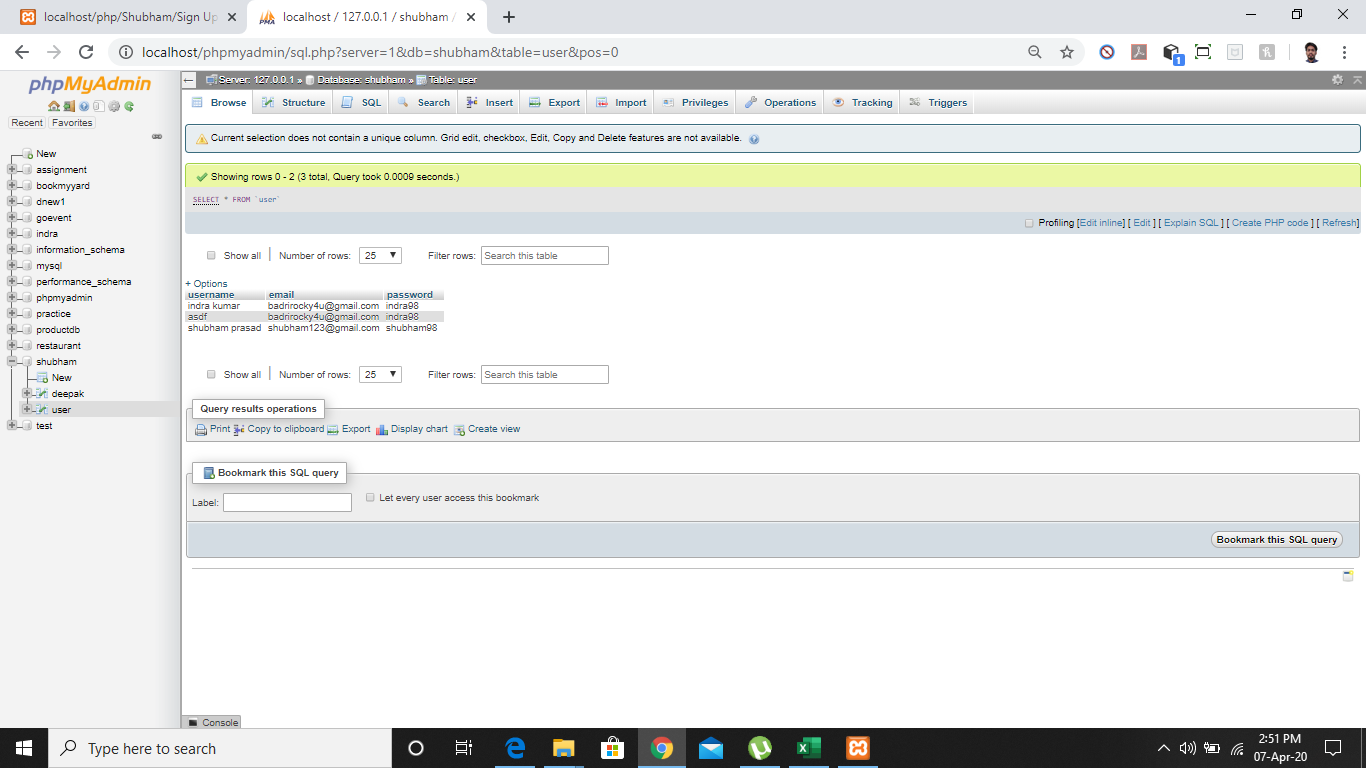 localhost/php/Shubham/Sign Up
localhost / 127.0.0.1 / shubham /
localhost/phpmyadmin/sql.php?server=1&db=shubham&table=user&pos=0
1
phpMyAdmin
Recent Favorites
New
assignment
bookmyyard
dnew1
goevent
indra
information_schema
mysql
performance_schema
phpmyadmin
practice
productdb
restaurant
shubham
New
deepak
user
test
Server: 127.0.0.1 » Database: shubham » Table: user
Browse Structure SQL Search Insert Export Import Privileges Operations Tracking Triggers
Current selection does not contain a unique column. Grid edit, checkbox, Edit, Copy and Delete features are not available.
Showing rows 0 - 2 (3 total, Query took 0.0009 seconds.)
SELECT * FROM `user`
Profiling [Edit inline] [ Edit ] [ Explain SQL ] [ Create PHP code ] [ Refresh]
Show all Number of rows: 25 Filter rows: Search this table
+ Options
username email password
indra kumar badrirocky4u@gmail.com indra98
asdf badrirocky4u@gmail.com indra98
shubham prasad shubham123@gmail.com shubham98
Show all Number of rows: 25 Filter rows: Search this table
Query results operations
Print Copy to clipboard Export Display chart Create view
Bookmark this SQL query
Label: Let every user access this bookmark
Bookmark this SQL query
Console
Type here to search
2:51 PM
07-Apr-20